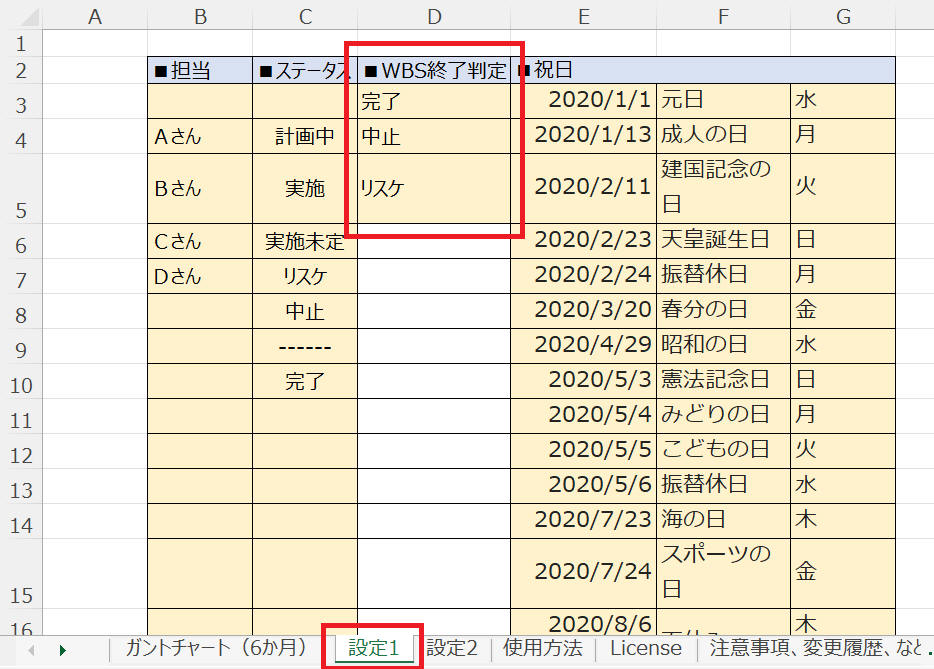 A B C D E F G
1
2 ■担当 ■ステータス ■WBS終了判定 ■祝日
3 完了 2020/1/1 元日 水
4 Aさん 計画中 中止 2020/1/13 成人の日 月
5 Bさん 実施 リスケ 2020/2/11 建国記念の
日 火
6 Cさん 実施未定 2020/2/23 天皇誕生日 日
7 Dさん リスケ 2020/2/24 振替休日 月
8 中止 2020/3/20 春分の日 金
9 ------ 2020/4/29 昭和の日 水
10 完了 2020/5/3 憲法記念日 日
11 2020/5/4 みどりの日 月
12 2020/5/5 こどもの日 火
13 2020/5/6 振替休日 水
14 2020/7/23 海の日 木
15 2020/7/24 スポーツの
日 金
16 2020/8/6 木
ガントチャート（6か月） 設定1 設定2 使用方法 License 注意事項、変更履歴、など